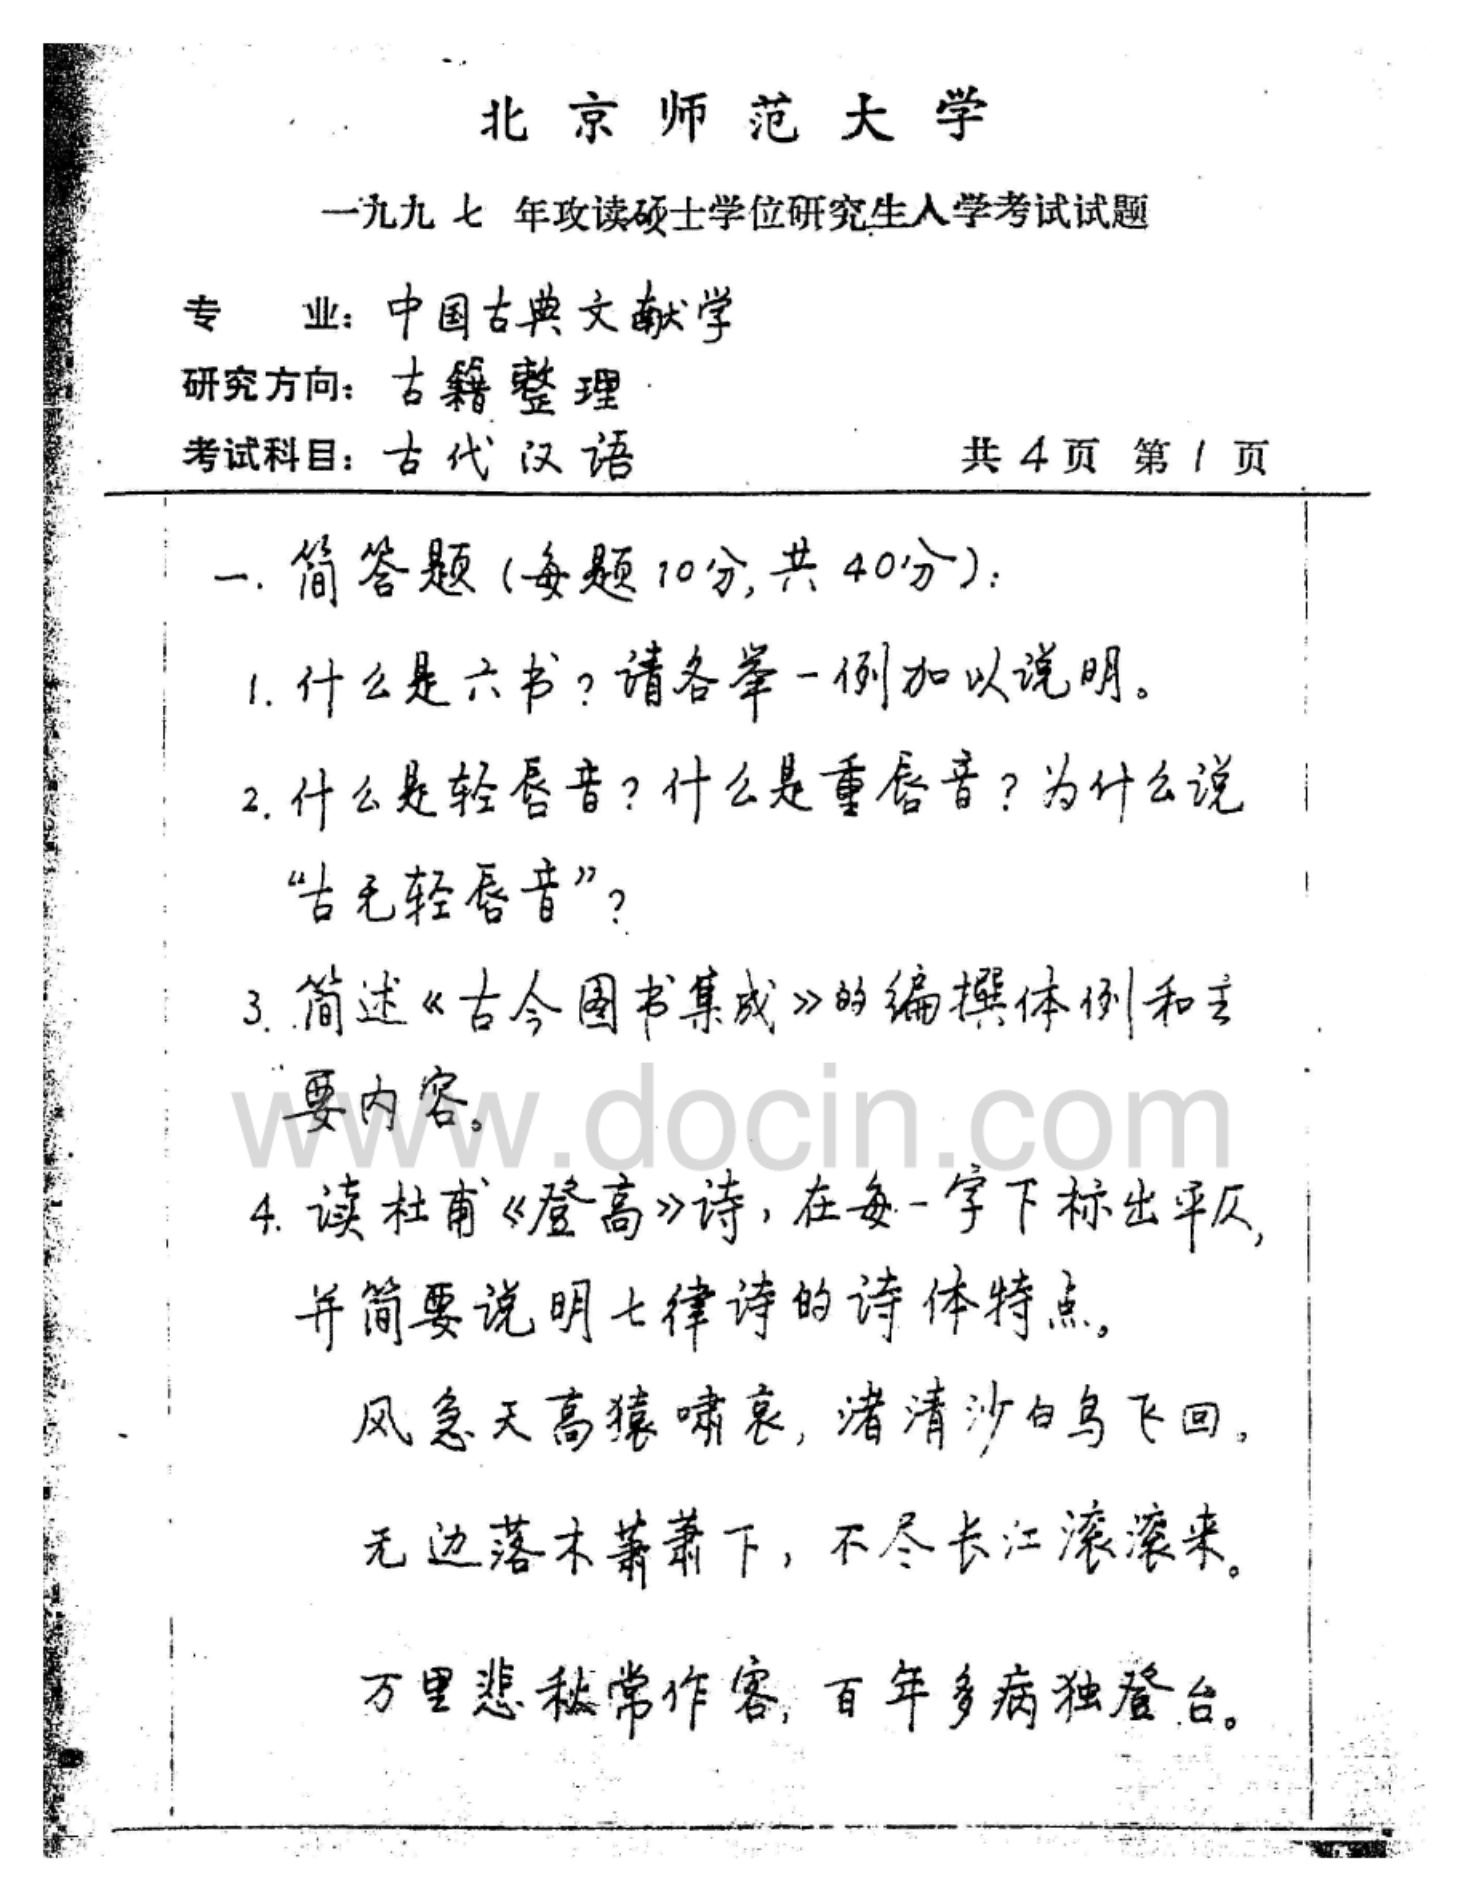 北京师范大学
一九九七年攻读硕士学位研究生入学考试试题
专 业：中国古典文献学
研究方向：古籍整理
考试科目：古代汉语 共4页 第1页
一.简答题(每题10分,共40分)：
1.什么是六书?请各举一例加以说明。
2.什么是轻唇音?什么是重唇音?为什么说
“古无轻唇音”?
3.简述《古今图书集成》的编撰体例和主
要内容。
www.docin.com
4.读杜甫《登高》诗,在每一字下标出平仄,
并简要说明七律诗的诗体特点。
风急天高猿啸哀,渚清沙白鸟飞回。
无边落木萧萧下,不尽长江滚滚来。
万里悲秋常作客,百年多病独登台。